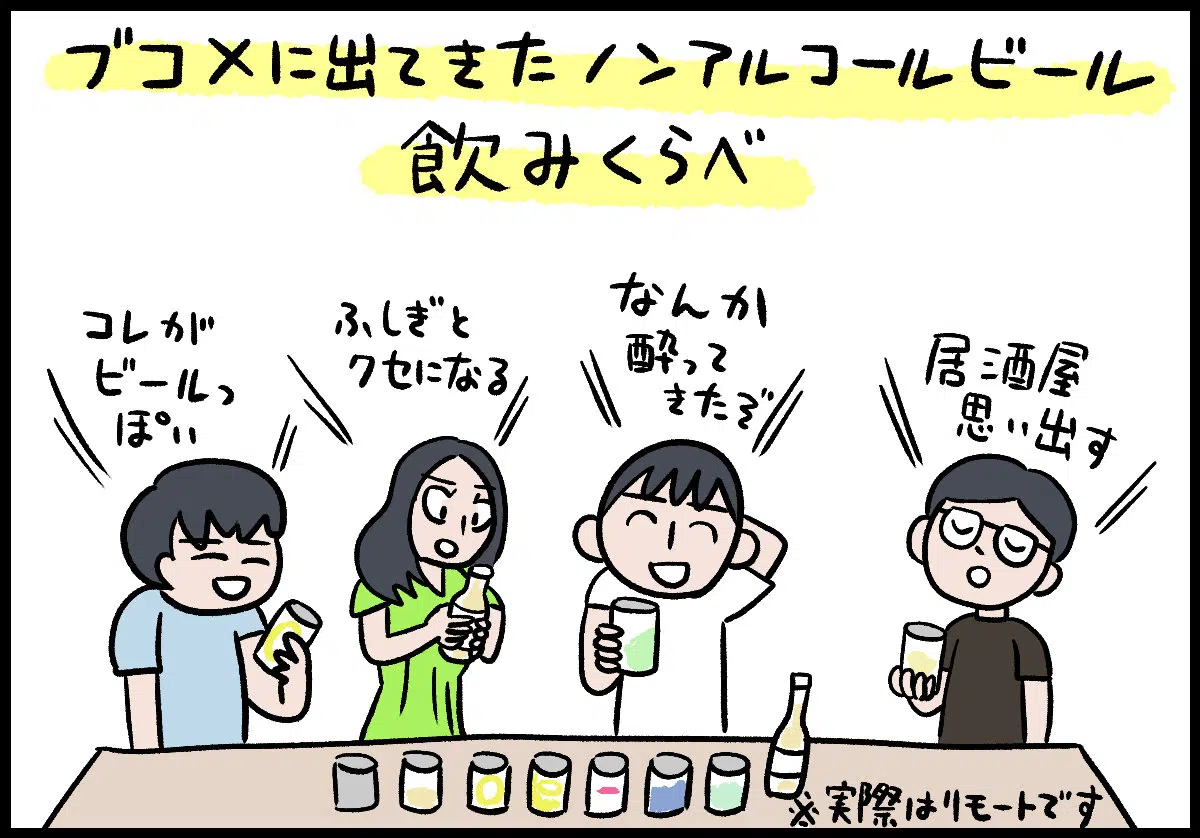 ブコメに出てきたノンアルコールビール
飲みくらべ
コレが
ビールっ
ぽい
ふしぎと
クセになる
なんか
酔って
きたぞ
居酒屋
思い出す
※実際はリモートです